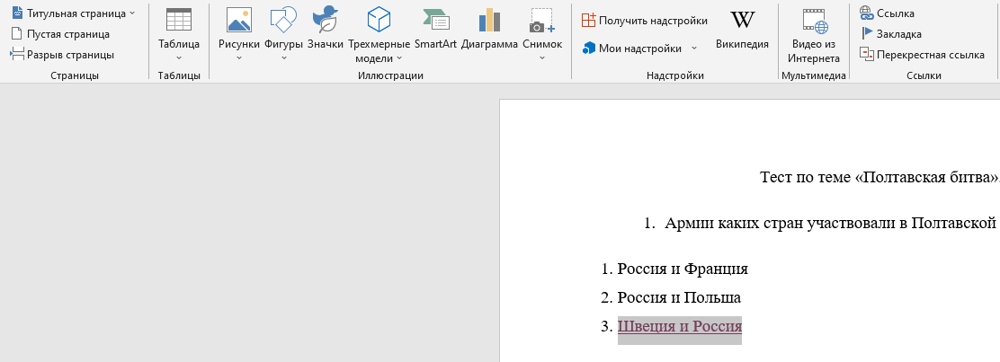 Титульная страница
Пустая страница
Разрыв страницы
Страницы
Таблица
Таблицы
Рисунки
Фигуры
Значки
Трехмерные
модели
SmartArt
Диаграмма
Снимок
Иллюстрации
Получить надстройки
Мои надстройки
W
Википедия
Надстройки
Видео из
Интернета
Мультимедиа
Ссылка
Закладка
Перекрестная ссылка
Ссылки
Тест по теме «Полтавская битва».
1. Армии каких стран участвовали в Полтавской
1. Россия и Франция
2. Россия и Польша
3. Швеция и Россия